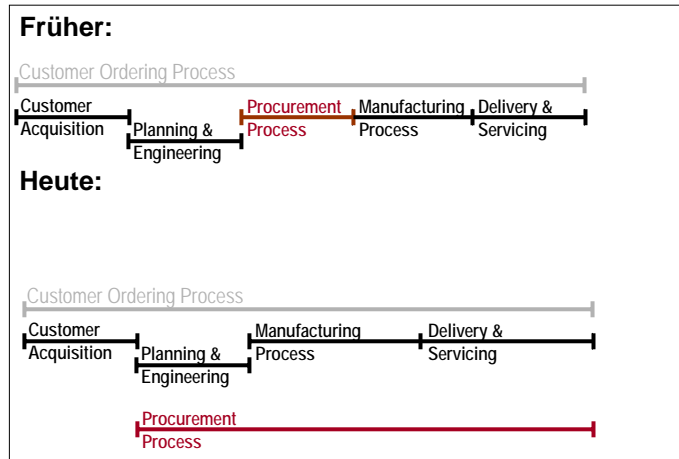 Früher:
Customer Ordering Process
Customer
Acquisition
Planning &
Engineering
Procurement
Process
Manufacturing
Process
Delivery &
Servicing
Heute:
Customer Ordering Process
Customer
Acquisition
Planning &
Engineering
Manufacturing
Process
Delivery &
Servicing
Procurement
Process